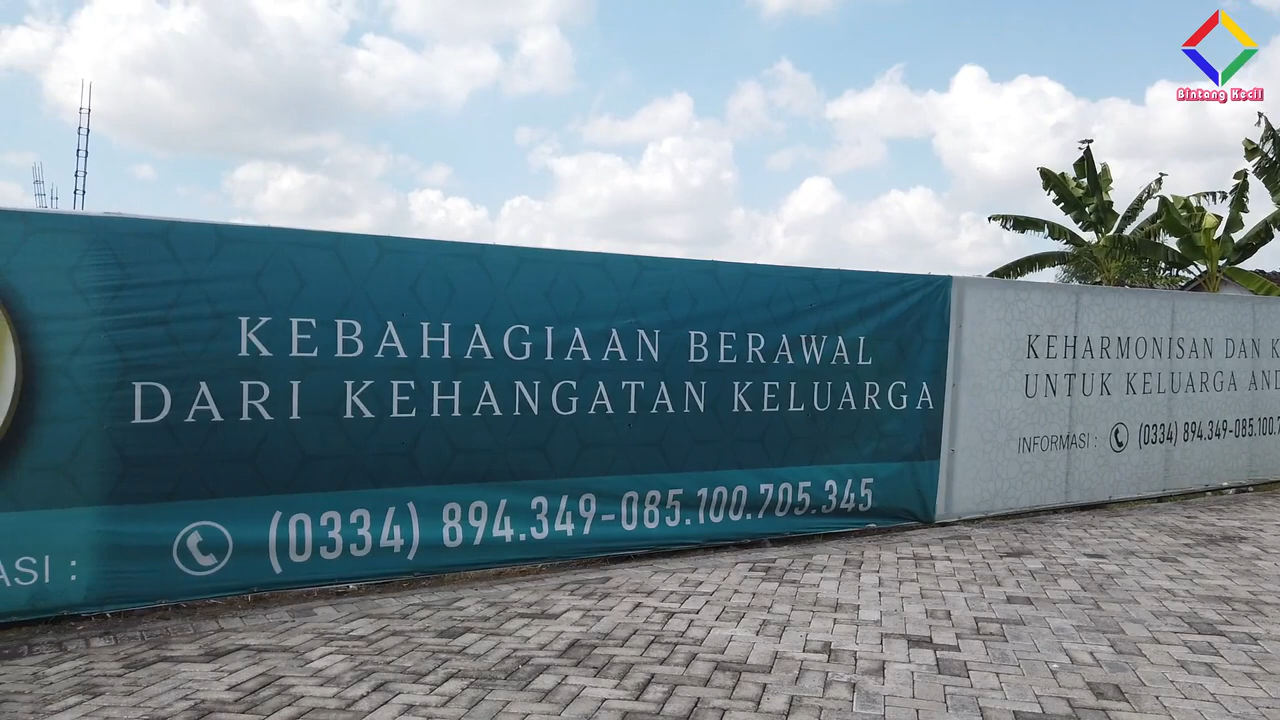 Bintang Kecil
KEBAHAGIAAN BERAWAL
DARI KEHANGATAN KELUARGA
(0334) 894.349-085.100.705.345
ASI :
KEHARMONISAN DAN K
UNTUK KELUARGA AND
INFORMASI : (0334) 894.349-085.100.7